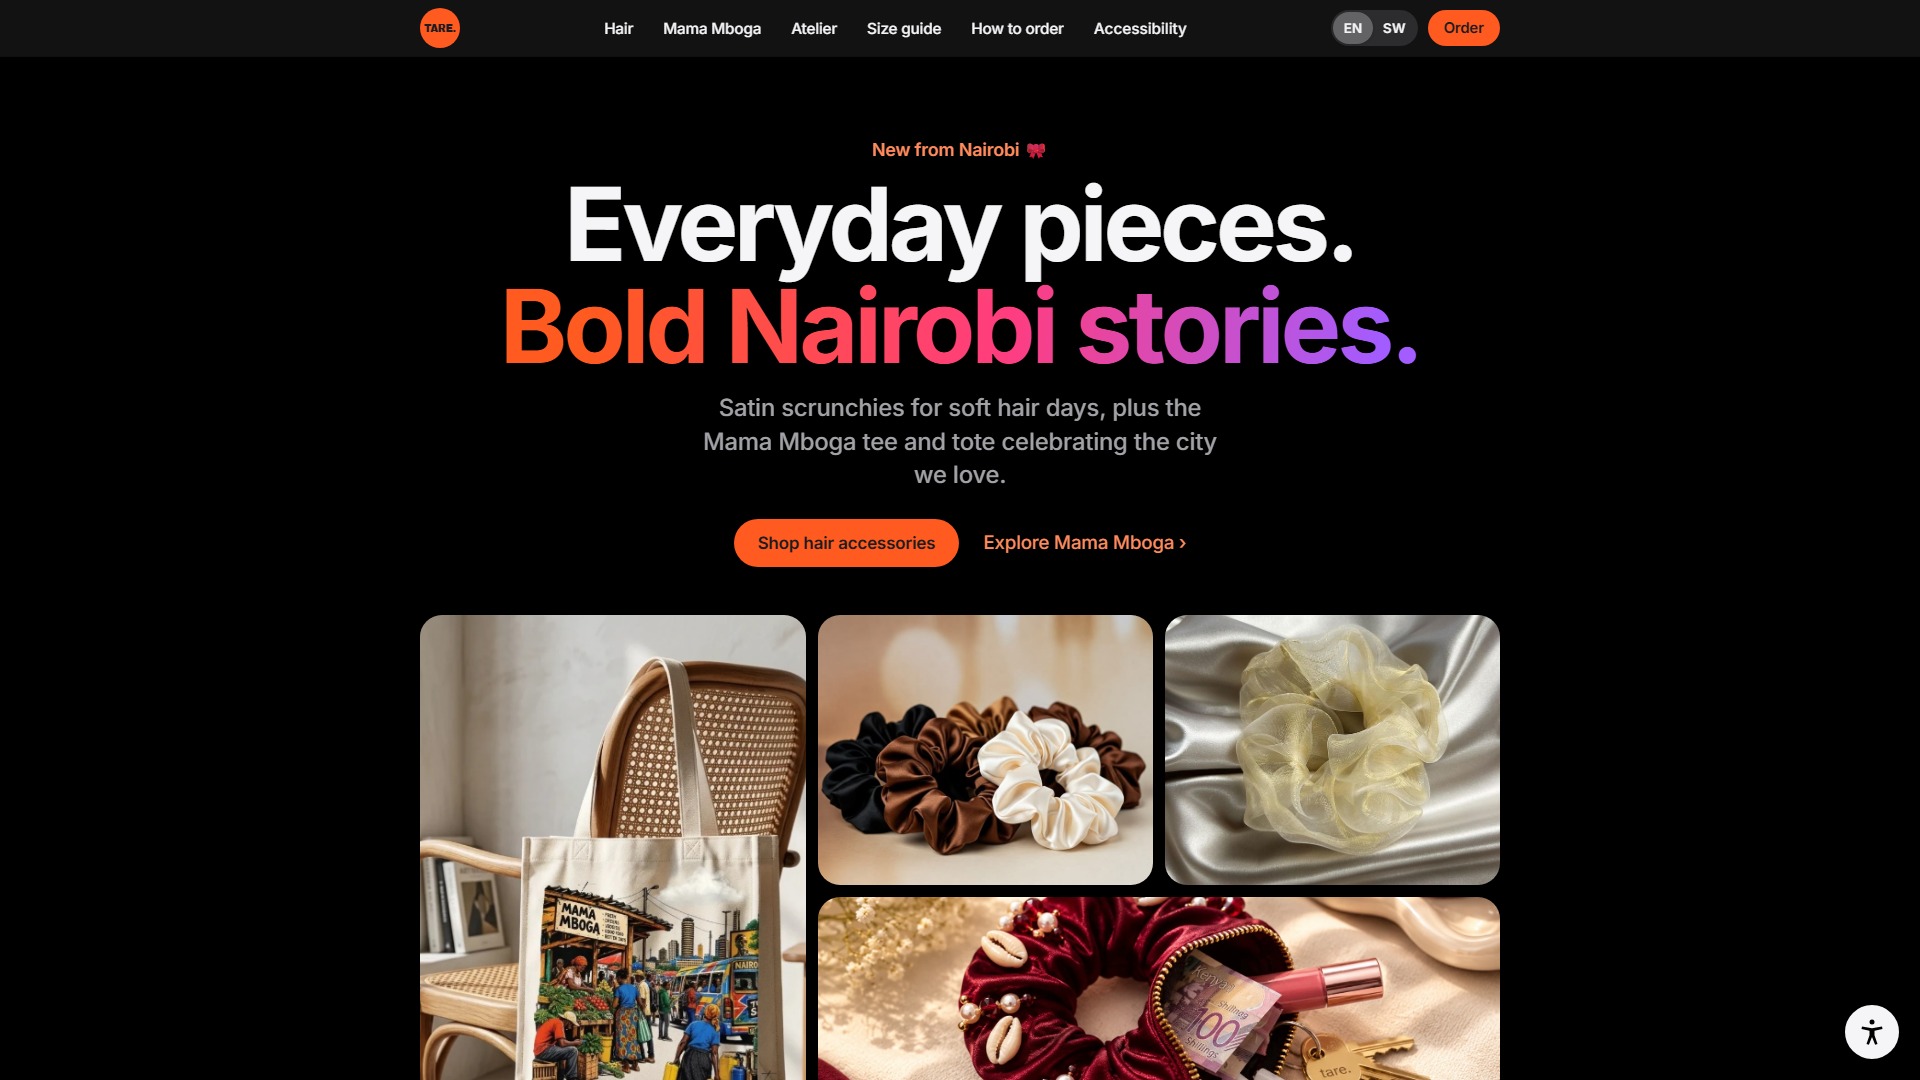 TARE.
Hair
Mama Mboga
Atelier
Size guide
How to order
Accessibility
EN
SW
Order
New from Nairobi
Everyday pieces.
Bold Nairobi stories.
Satin scrunchies for soft hair days, plus the
Mama Mboga tee and tote celebrating the city
we love.
Shop hair accessories
Explore Mama Mboga ›
MAMA
MBOGA
NAIRO
Kenya
Shilling
100
Shillings
tare.